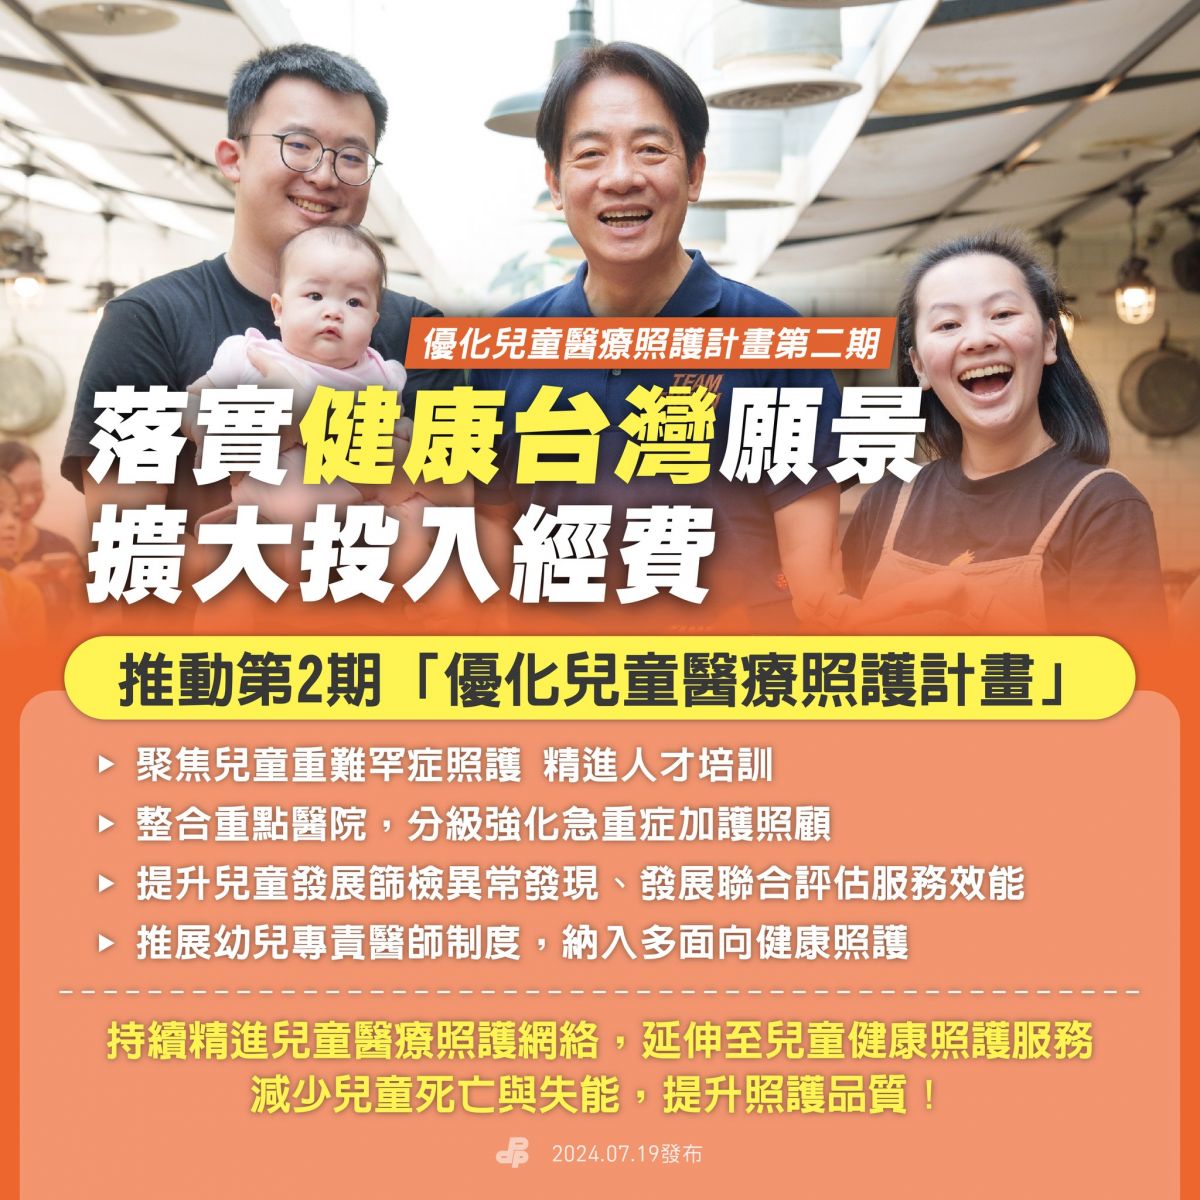 優化兒童醫療照護計畫第二期
TEAM
落實健康台灣願景
擴大投入經費
推動第2期「優化兒童醫療照護計畫」
▶ 聚焦兒童重難罕症照護 精進人才培訓
▶ 整合重點醫院，分級強化急重症加護照顧
▶ 提升兒童發展篩檢異常發現、發展聯合評估服務效能
▶ 推展幼兒專責醫師制度，納入多面向健康照護
持續精進兒童醫療照護網絡，延伸至兒童健康照護服務
減少兒童死亡與失能，提升照護品質！
DPP 2024.07.19發布